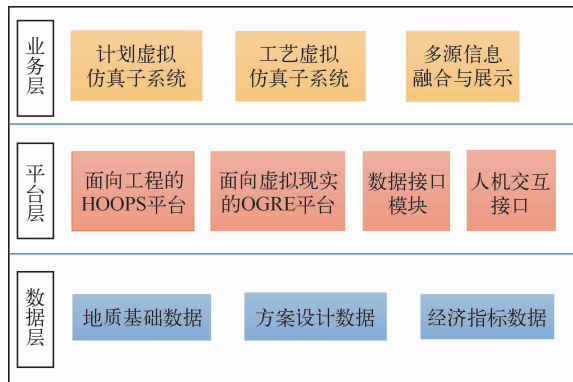 业务层
计划虚拟
仿真子系统
工艺虚拟
仿真子系统
多源信息
融合与展示
平台层
面向工程的
HOOPS平台
面向虚拟现实
的OGRE平台
数据接口
模块
人机交互
接口
数据层
地质基础数据
方案设计数据
经济指标数据